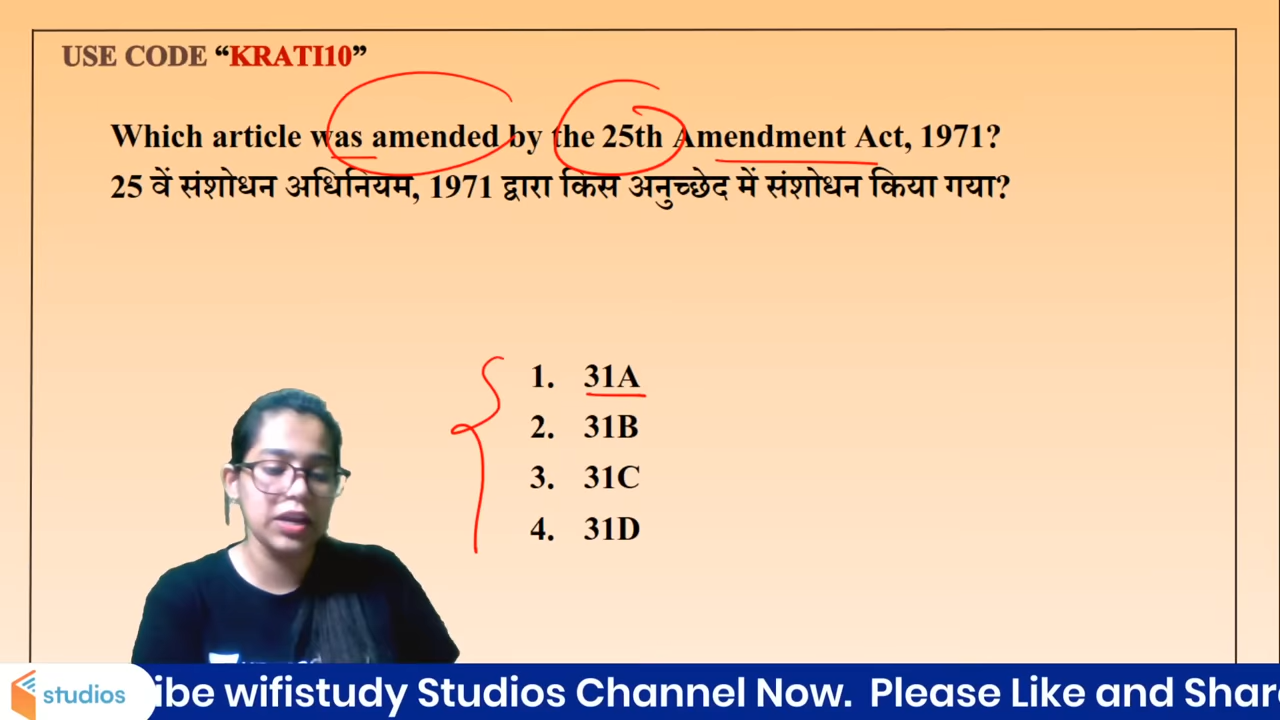 USE CODE “KRATI10”
Which article was amended by the 25th Amendment Act, 1971?
25 वें संशोधन अधिनियम, 1971 द्वारा किस अनुच्छेद में संशोधन किया गया?
1. 31A
2. 31B
3. 31C
4. 31D
studios
ibe wifistudy Studios Channel Now. Please Like and Shar